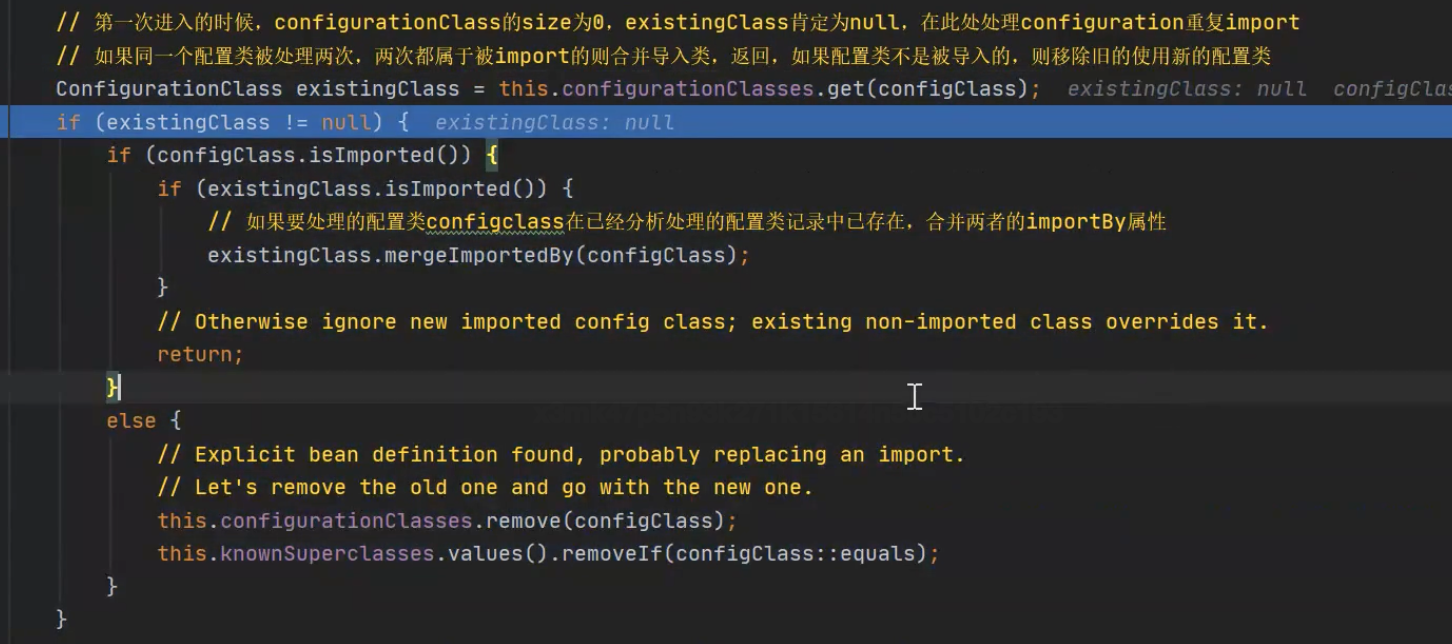 // 第一次进入的时候，configurationClass的size为0，existingClass肯定为null，在此处处理configuration重复import
// 如果同一个配置类被处理两次，两次都属于被import的则合并导入类，返回，如果配置类不是被导入的，则移除旧的使用新的配置类
ConfigurationClass existingClass = this.configurationClasses.get(configClass);  existingClass: null  configClas
if (existingClass != null) {  existingClass: null
if (configClass.isImported()) {
if (existingClass.isImported()) {
// 如果要处理的配置类configclass在已经分析处理的配置类记录中已存在，合并两者的importBy属性
existingClass.mergeImportedBy(configClass);
}
// Otherwise ignore new imported config class; existing non-imported class overrides it.
return;
}
else {
// Explicit bean definition found, probably replacing an import.
// Let's remove the old one and go with the new one.
this.configurationClasses.remove(configClass);
this.knownSuperclasses.values().removeIf(configClass::equals);
}
}